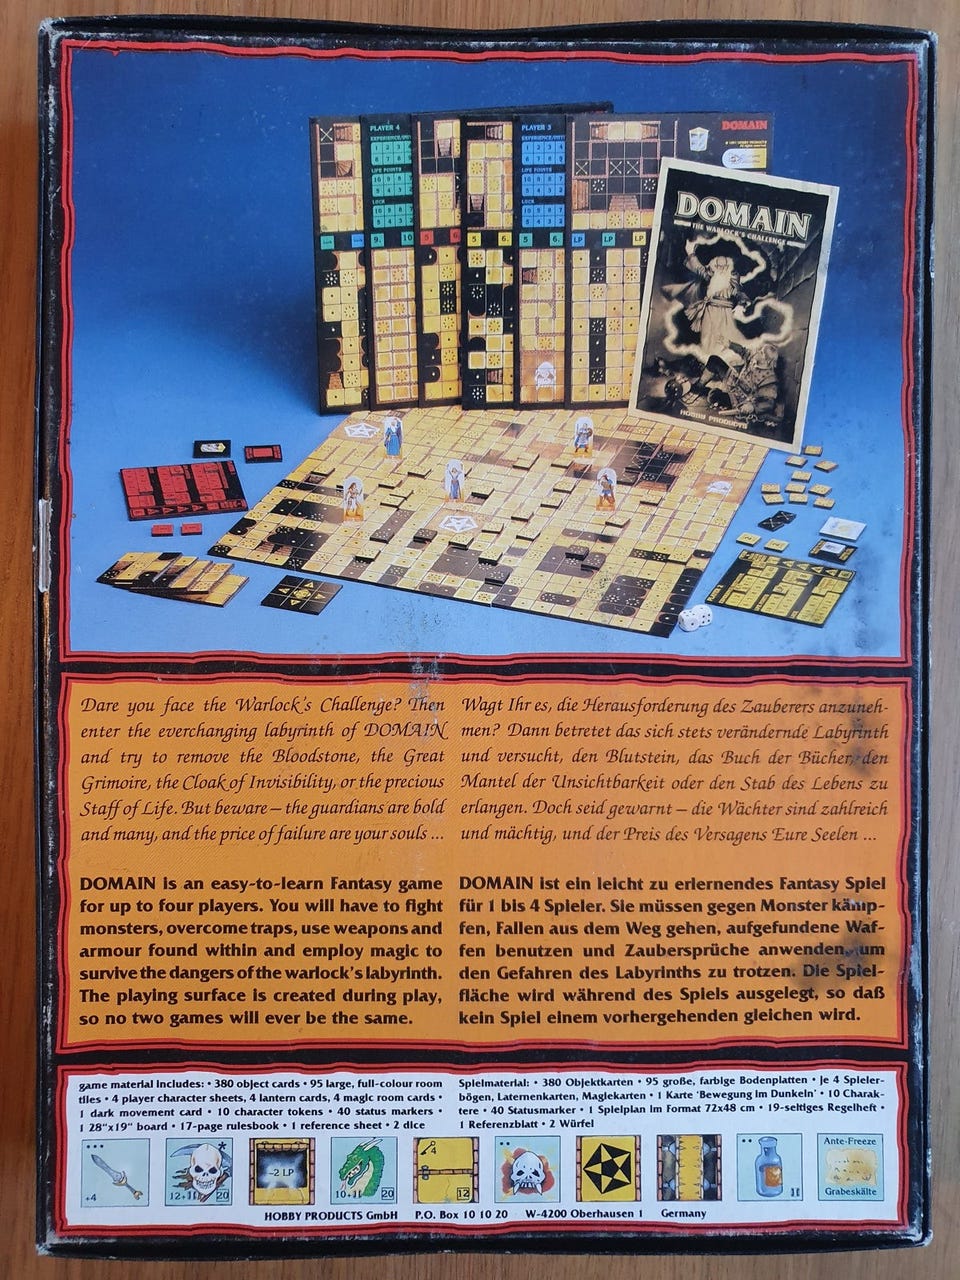 PLAYER 4
LIFE POINTS
LUCK
PLAYER 3
LIFE POINTS
LUCK
DOMAIN
9. 10
5 6.
5 6.
5 6.
LP LP LP
DOMAIN
THE WARLOCK'S CHALLENGE
HOBBY PRODUCTS
Dare you face the Warlock's Challenge? Then
enter the everchanging labyrinth of DOMAIN
and try to remove the Bloodstone, the Great
Grimoire, the Cloak of Invisibility, or the precious
Staff of Life. But beware – the guardians are bold
and many, and the price of failure are your souls ...
Wagt Ihr es, die Herausforderung des Zauberers anzuneh-
men? Dann betretet das sich stets verändernde Labyrinth
und versucht, den Blutstein, das Buch der Bücher, den
Mantel der Unsichtbarkeit oder den Stab des Lebens zu
erlangen. Doch seid gewarnt – die Wächter sind zahlreich
und mächtig, und der Preis des Versagens Eure Seelen ...
DOMAIN is an easy-to-learn Fantasy game
for up to four players. You will have to fight
monsters, overcome traps, use weapons and
armour found within and employ magic to
survive the dangers of the warlock's labyrinth.
The playing surface is created during play,
so no two games will ever be the same.
DOMAIN ist ein leicht zu erlernendes Fantasy Spiel
für 1 bis 4 Spieler. Sie müssen gegen Monster kämp-
fen, Fallen aus dem Weg gehen, aufgefundene Waf-
fen benutzen und Zaubersprüche anwenden, um
den Gefahren des Labyrinths zu trotzen. Die Spiel-
fläche wird während des Spiels ausgelegt, so daß
kein Spiel einem vorhergehenden gleichen wird.
game material includes: • 380 object cards • 95 large, full-colour room
tiles • 4 player character sheets, 4 lantern cards, 4 magic room cards •
1 dark movement card • 10 character tokens • 40 status markers •
1 28"x19" board • 17-page rulesbook • 1 reference sheet • 2 dice
Spielmaterial: • 380 Objektkarten • 95 große, farbige Bodenplatten • je 4 Spieler-
bögen, Laternenkarten, Magiekarten • 1 Karte 'Bewegung im Dunkeln' • 10 Charak-
tere • 40 Statusmarker • 1 Spielplan im Format 72x48 cm • 19-seitiges Regelheft •
1 Referenzblatt • 2 Würfel
+4
20
-2 LP
20
4
12
Ante-Freeze
Grabeskälte
HOBBY PRODUCTS GmbH P.O. Box 10 10 20 W-4200 Oberhausen 1 Germany